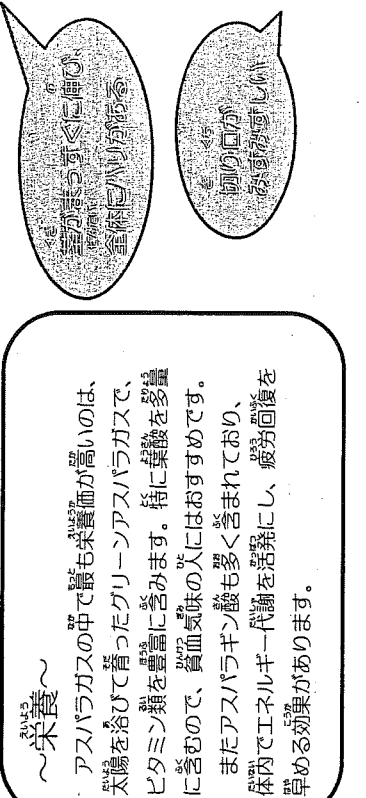 茎がまっすぐに伸び、
全体にハリがある
切り口が
みずみずしい
～栄養～
アスパラガスの中で最も栄養価が高いのは、
太陽を浴びて育ったグリーンアスパラガスで、
ビタミン類を豊富に含みます。特に葉酸を多量
に含むので、貧血気味の人にはおすすめです。
またアスパラギン酸も多く含まれており、
体内でエネルギー代謝を活発にし、疲労回復を
早める効果があります。